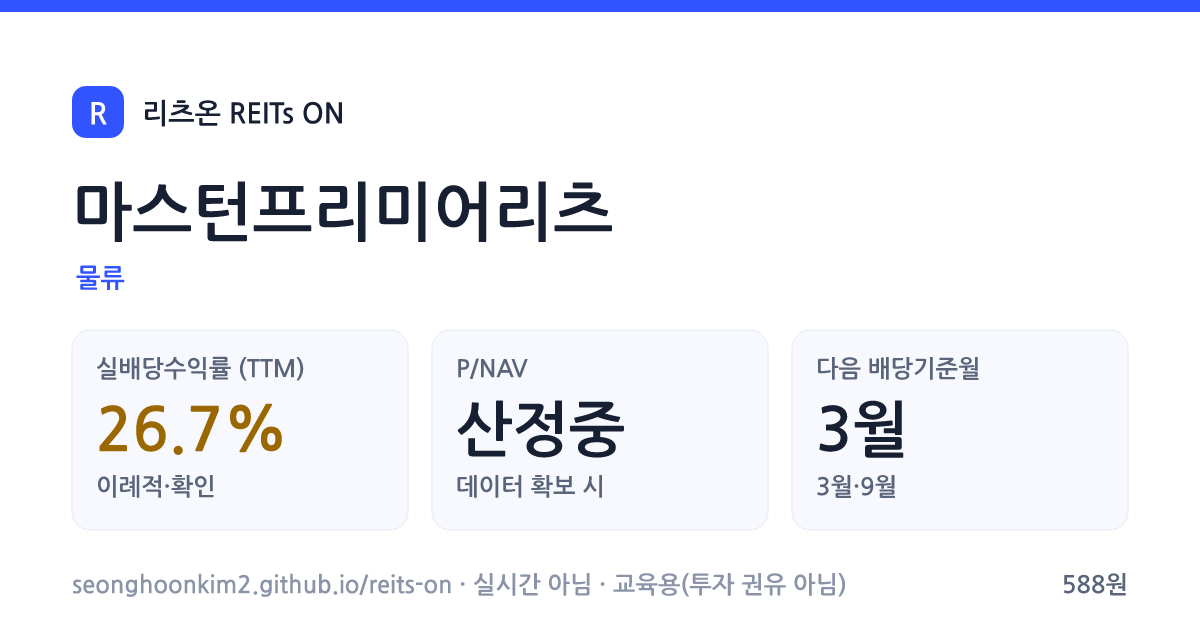 R 리츠온 REITs ON
마스턴프리미어리츠
물류
실배당수익률 (TTM)
26.7%
이례적·확인
P/NAV
산정중
데이터 확보 시
다음 배당기준월
3월
3월·9월
seonghoonkim2.github.io/reits-on · 실시간 아님 · 교육용(투자 권유 아님)
588원